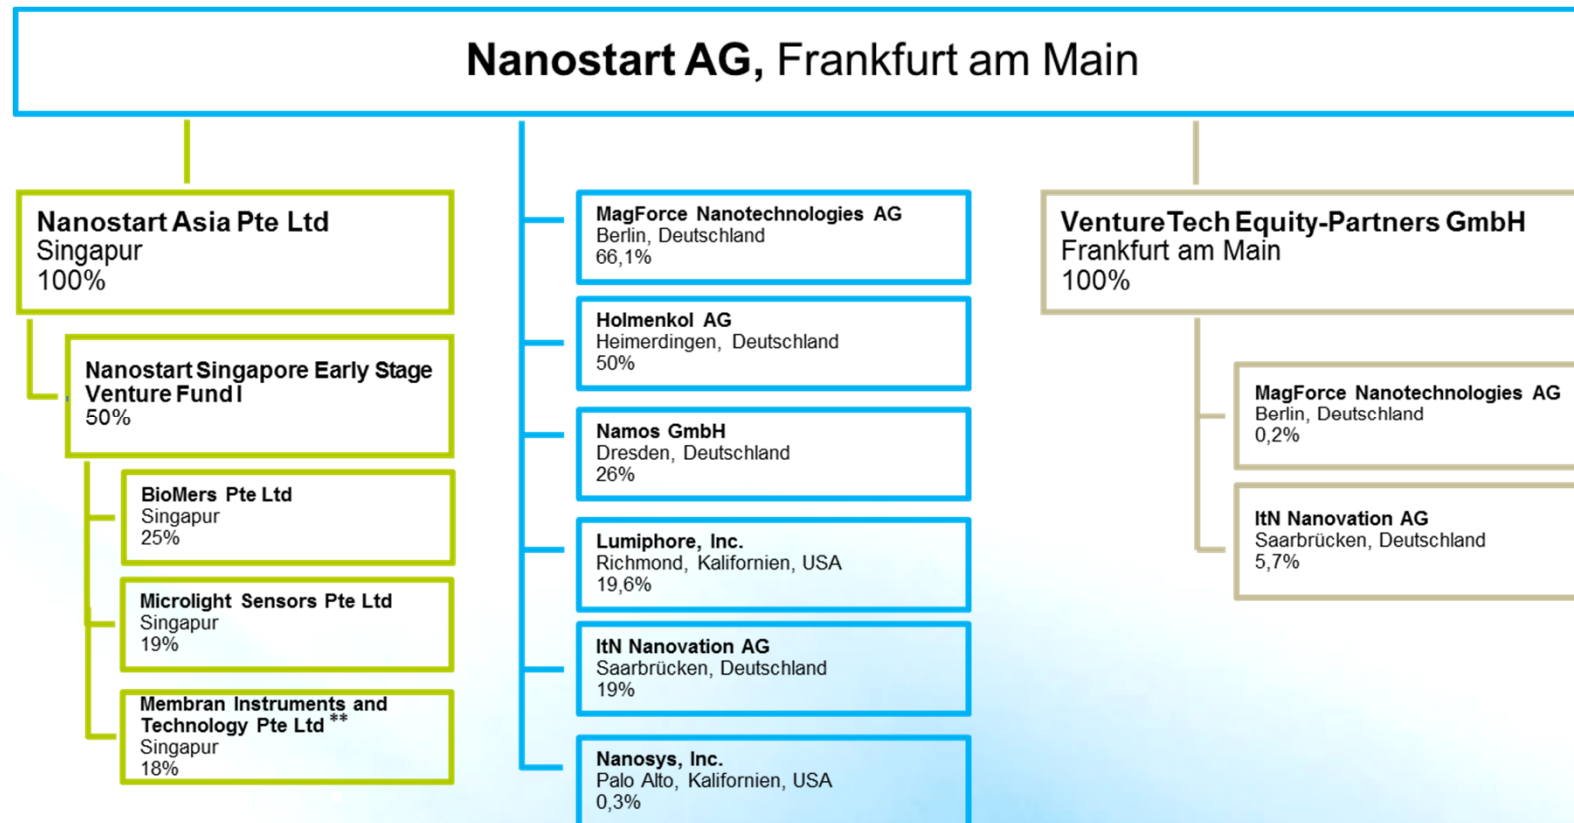 Nanostart AG, Frankfurt am Main
Nanostart Asia Pte Ltd
Singapur
100%
Nanostart Singapore Early Stage
Venture Fund I
50%
BioMers Pte Ltd
Singapur
25%
Microlight Sensors Pte Ltd
Singapur
19%
Membran Instruments and
Technology Pte Ltd **
Singapur
18%
MagForce Nanotechnologies AG
Berlin, Deutschland
66,1%
Holmenkol AG
Heimerdingen, Deutschland
50%
Namos GmbH
Dresden, Deutschland
26%
Lumiphore, Inc.
Richmond, Kalifornien, USA
19,6%
ItN Nanovation AG
Saarbrücken, Deutschland
19%
Nanosys, Inc.
Palo Alto, Kalifornien, USA
0,3%
VentureTech Equity-Partners GmbH
Frankfurt am Main
100%
MagForce Nanotechnologies AG
Berlin, Deutschland
0,2%
ItN Nanovation AG
Saarbrücken, Deutschland
5,7%